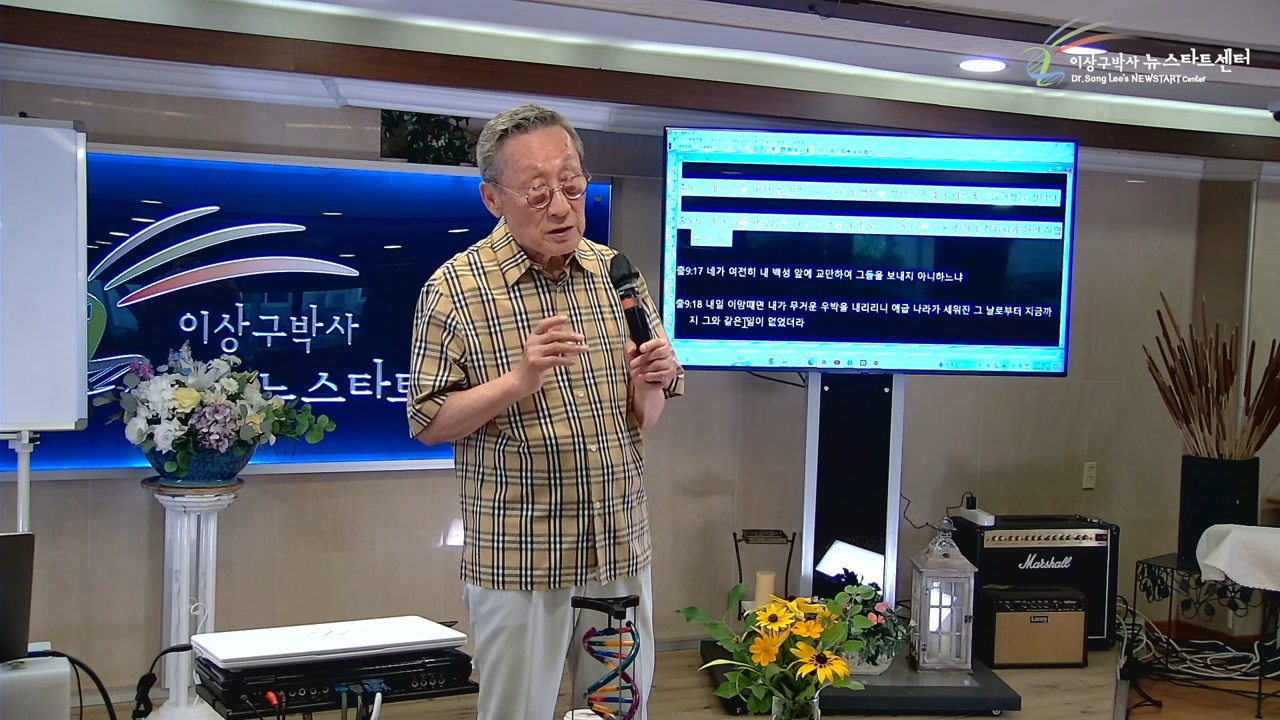 이상구박사 뉴스타트센터
Dr. Sang Lee's NEWSTART Center
이상구박사
뉴스타트
출9:17 네가 여전히 내 백성 앞에 교만하여 그들을 보내지 아니하느냐
출9:18 내일 이맘때면 내가 무거운 우박을 내리리니 애굽 나라가 세워진 그 날로부터 지금까
지 그와 같은 일이 없었더라
Marshall
Laney